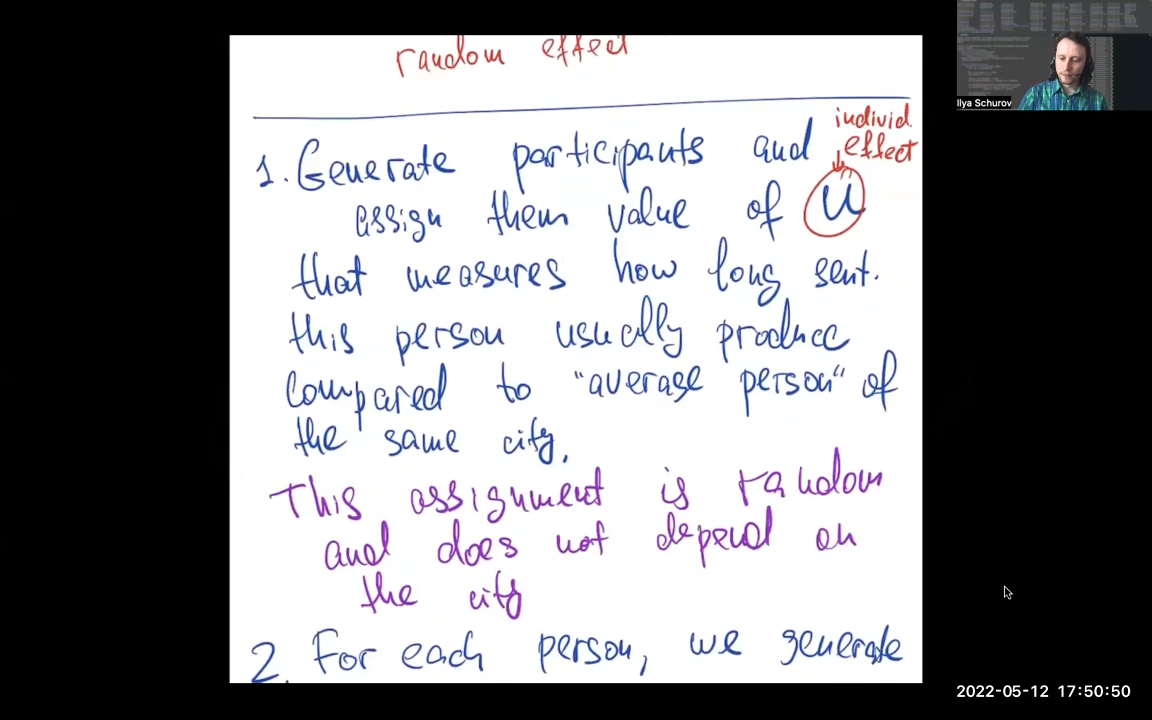 random effect
individ.
effect
1. Generate participants and
assign them value of u
that measures how long sent.
this person usually produce
compared to "average person" of
the same city.
This assignment is random
and does not depend on
the city
2. For each person, we generate
Ilya Schurov
2022-05-12 17:50:50